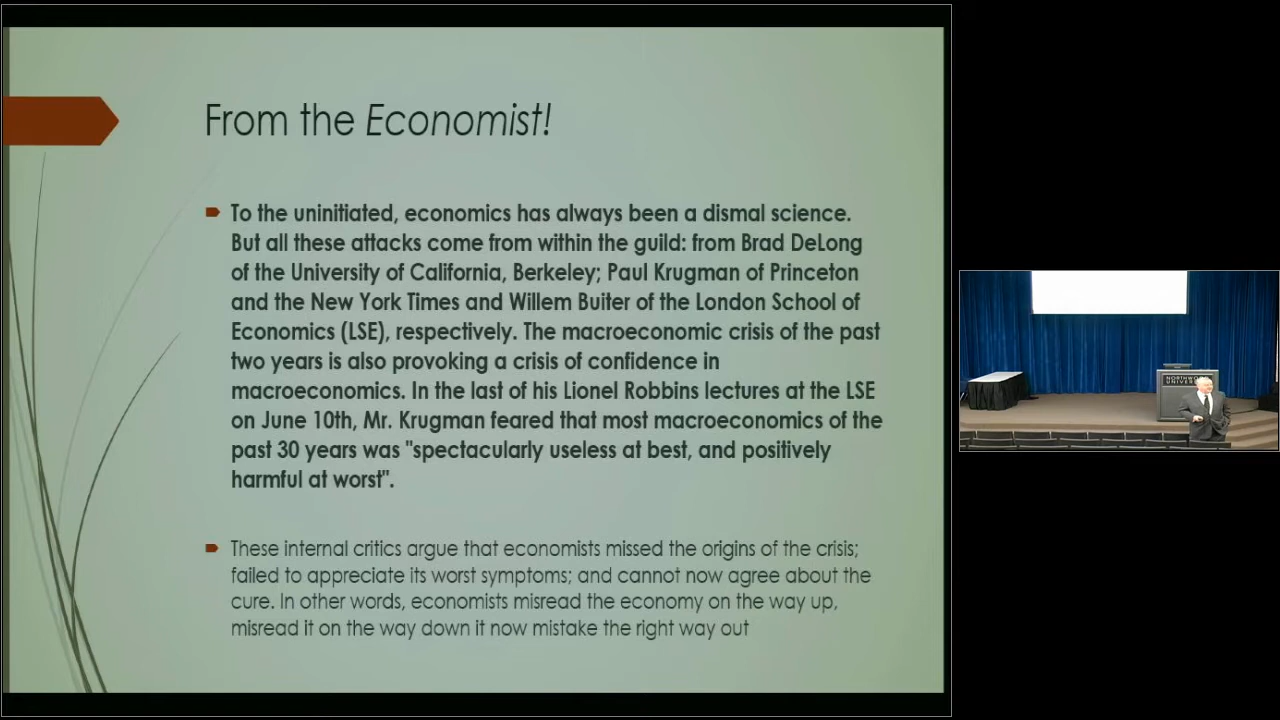 From the Economist!
To the uninitiated, economics has always been a dismal science.
But all these attacks come from within the guild: from Brad DeLong
of the University of California, Berkeley; Paul Krugman of Princeton
and the New York Times and Willem Buiter of the London School of
Economics (LSE), respectively. The macroeconomic crisis of the past
two years is also provoking a crisis of confidence in
macroeconomics. In the last of his Lionel Robbins lectures at the LSE
on June 10th, Mr. Krugman feared that most macroeconomics of the
past 30 years was "spectacularly useless at best, and positively
harmful at worst".
These internal critics argue that economists missed the origins of the crisis;
failed to appreciate its worst symptoms; and cannot now agree about the
cure. In other words, economists misread the economy on the way up,
misread it on the way down it now mistake the right way out